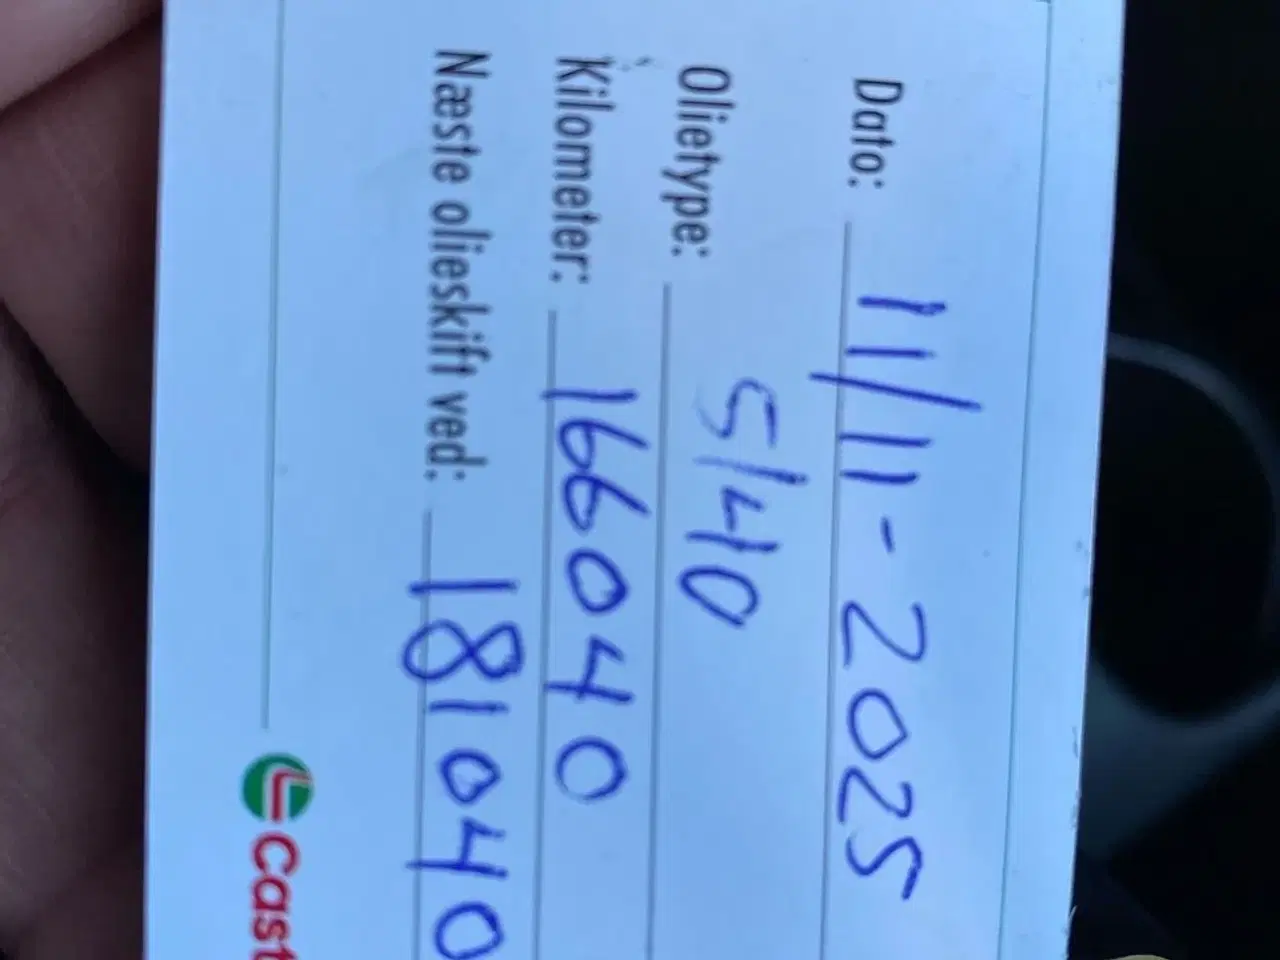 Dato: 11/11-2025
Olietype: 5/40
Kilometer: 166040
Næste olieskift ved: 181040
Cast